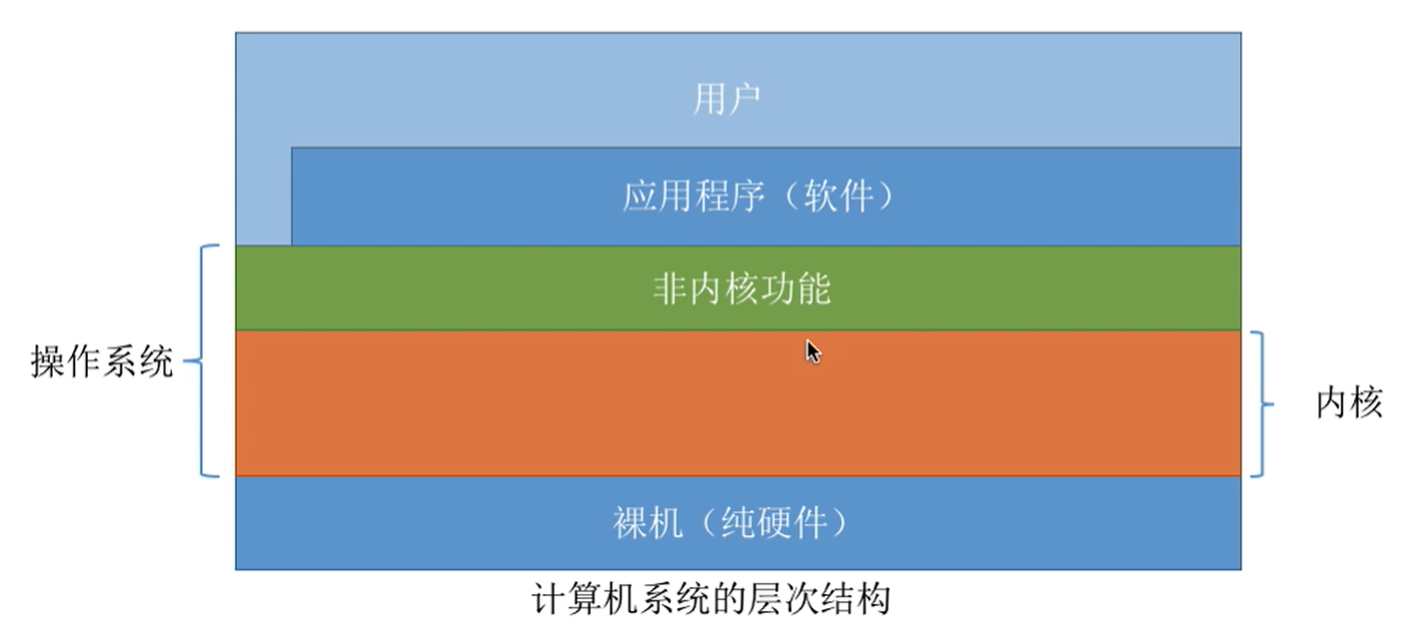 用户
应用程序（软件）
非内核功能
操作系统
内核
裸机（纯硬件）
计算机系统的层次结构